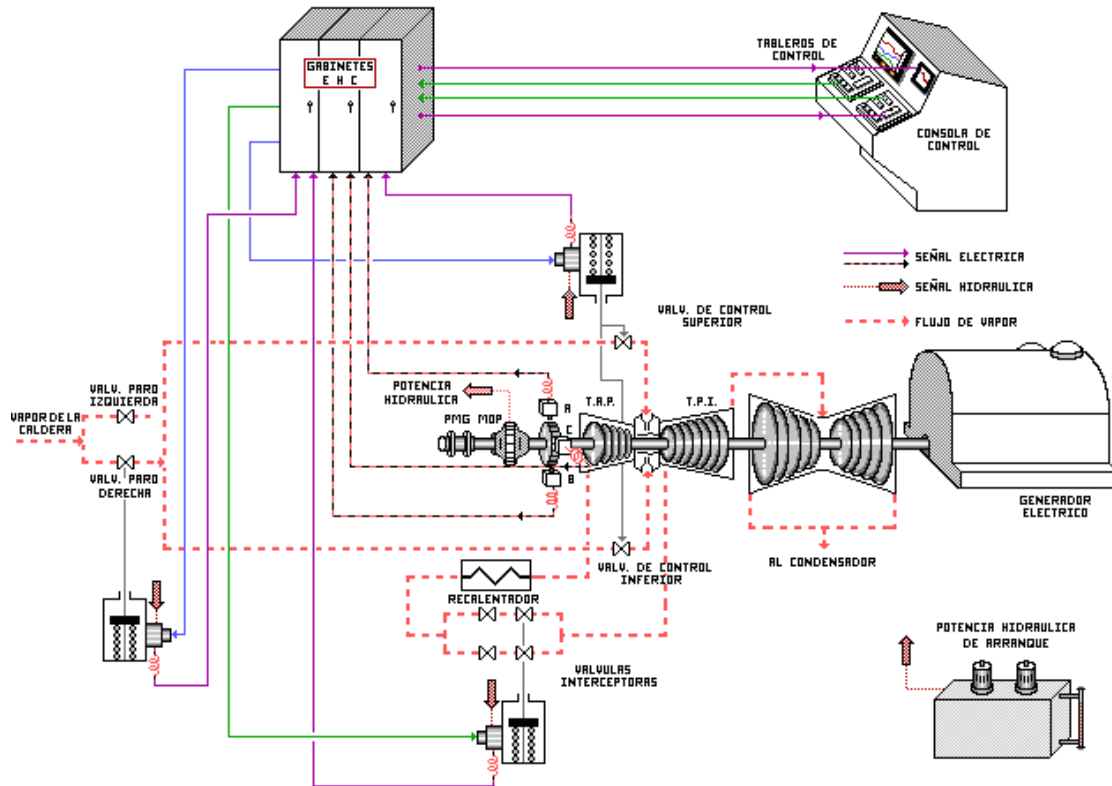 GABINETES
E H C
TABLEROS DE
CONTROL
CONSOLA DE
CONTROL
SEÑAL ELECTRICA
SEÑAL HIDRAULICA
FLUJO DE VAPOR
VALV. DE CONTROL
SUPERIOR
VALV. PARO
IZQUIERDA
VAPOR DE LA
CALDERA
VALV. PARO
DERECHA
POTENCIA
HIDRAULICA
PMG MOP
A
C
B
T.A.P.
T.P.I.
GENERADOR
ELECTRICO
AL CONDENSADOR
VALV. DE CONTROL
INFERIOR
RECALENTADOR
VALVULAS
INTERCEPTORAS
POTENCIA HIDRAULICA
DE ARRANQUE